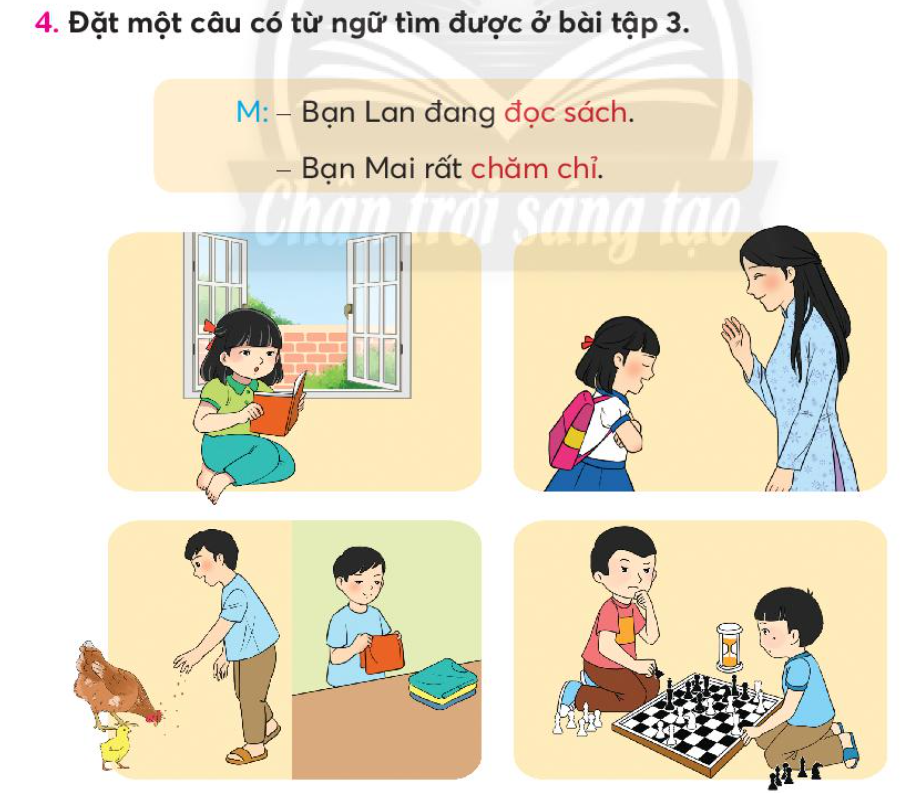 4. Đặt một câu có từ ngữ tìm được ở bài tập 3.
M: – Bạn Lan đang đọc sách.
– Bạn Mai rất chăm chỉ.
Chân trời sáng tạo